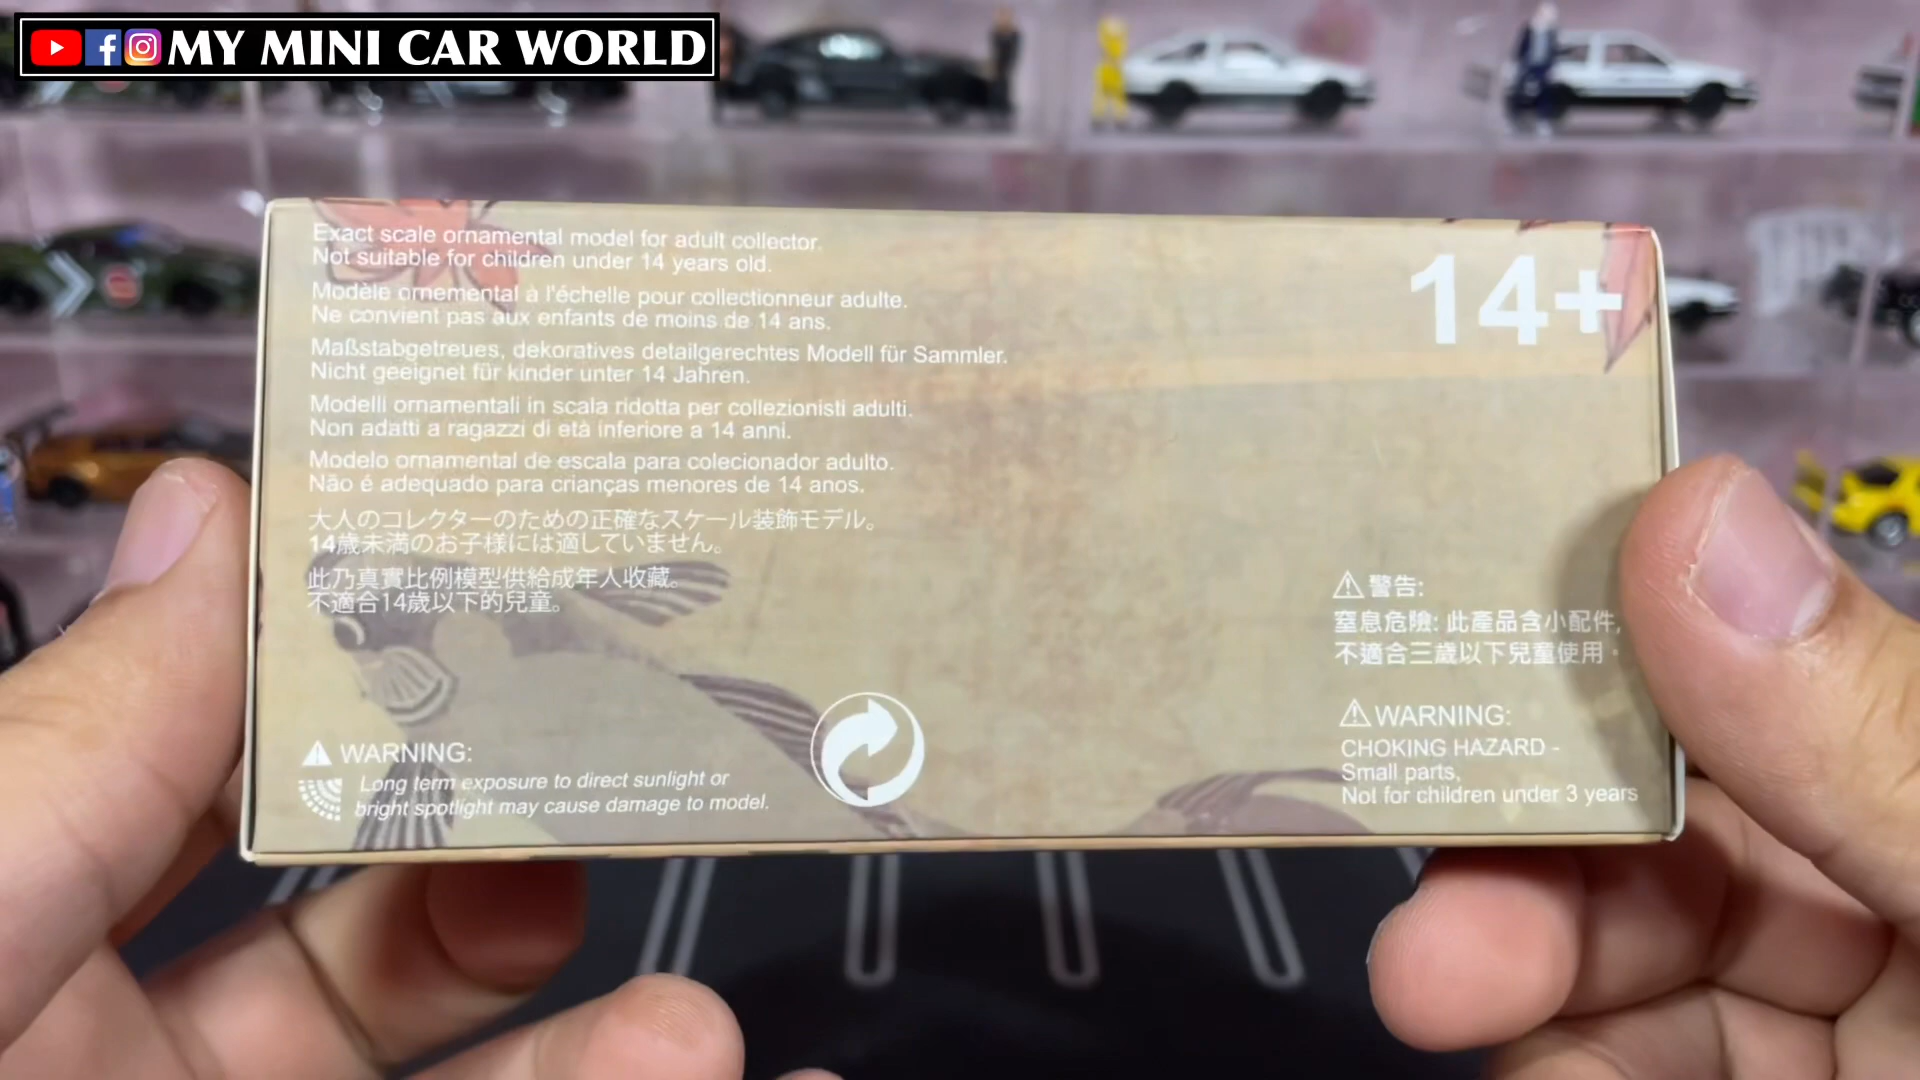 MY MINI CAR WORLD
Exact scale ornamental model for adult collector.
Not suitable for children under 14 years old.
Modèle ornemental à l'échelle pour collectionneur adulte.
Ne convient pas aux enfants de moins de 14 ans.
Maßstabgetreues, dekoratives detailgerechtes Modell für Sammler.
Nicht geeignet für kinder unter 14 Jahren.
Modelli ornamentali in scala ridotta per collezionisti adulti.
Non adatti a ragazzi di età inferiore a 14 anni.
Modelo ornamental de escala para colecionador adulto.
Não é adequado para crianças menores de 14 anos.
大人のコレクターのための正確なスケール装飾モデル。
14歳未満のお子様には適していません。
此乃真實比例模型供給成年人收藏。
不適合14歲以下的兒童。
14+
警告:
窒息危險: 此產品含小配件,
不適合三歲以下兒童使用。
WARNING:
CHOKING HAZARD -
Small parts,
Not for children under 3 years
WARNING:
Long term exposure to direct sunlight or
bright spotlight may cause damage to model.